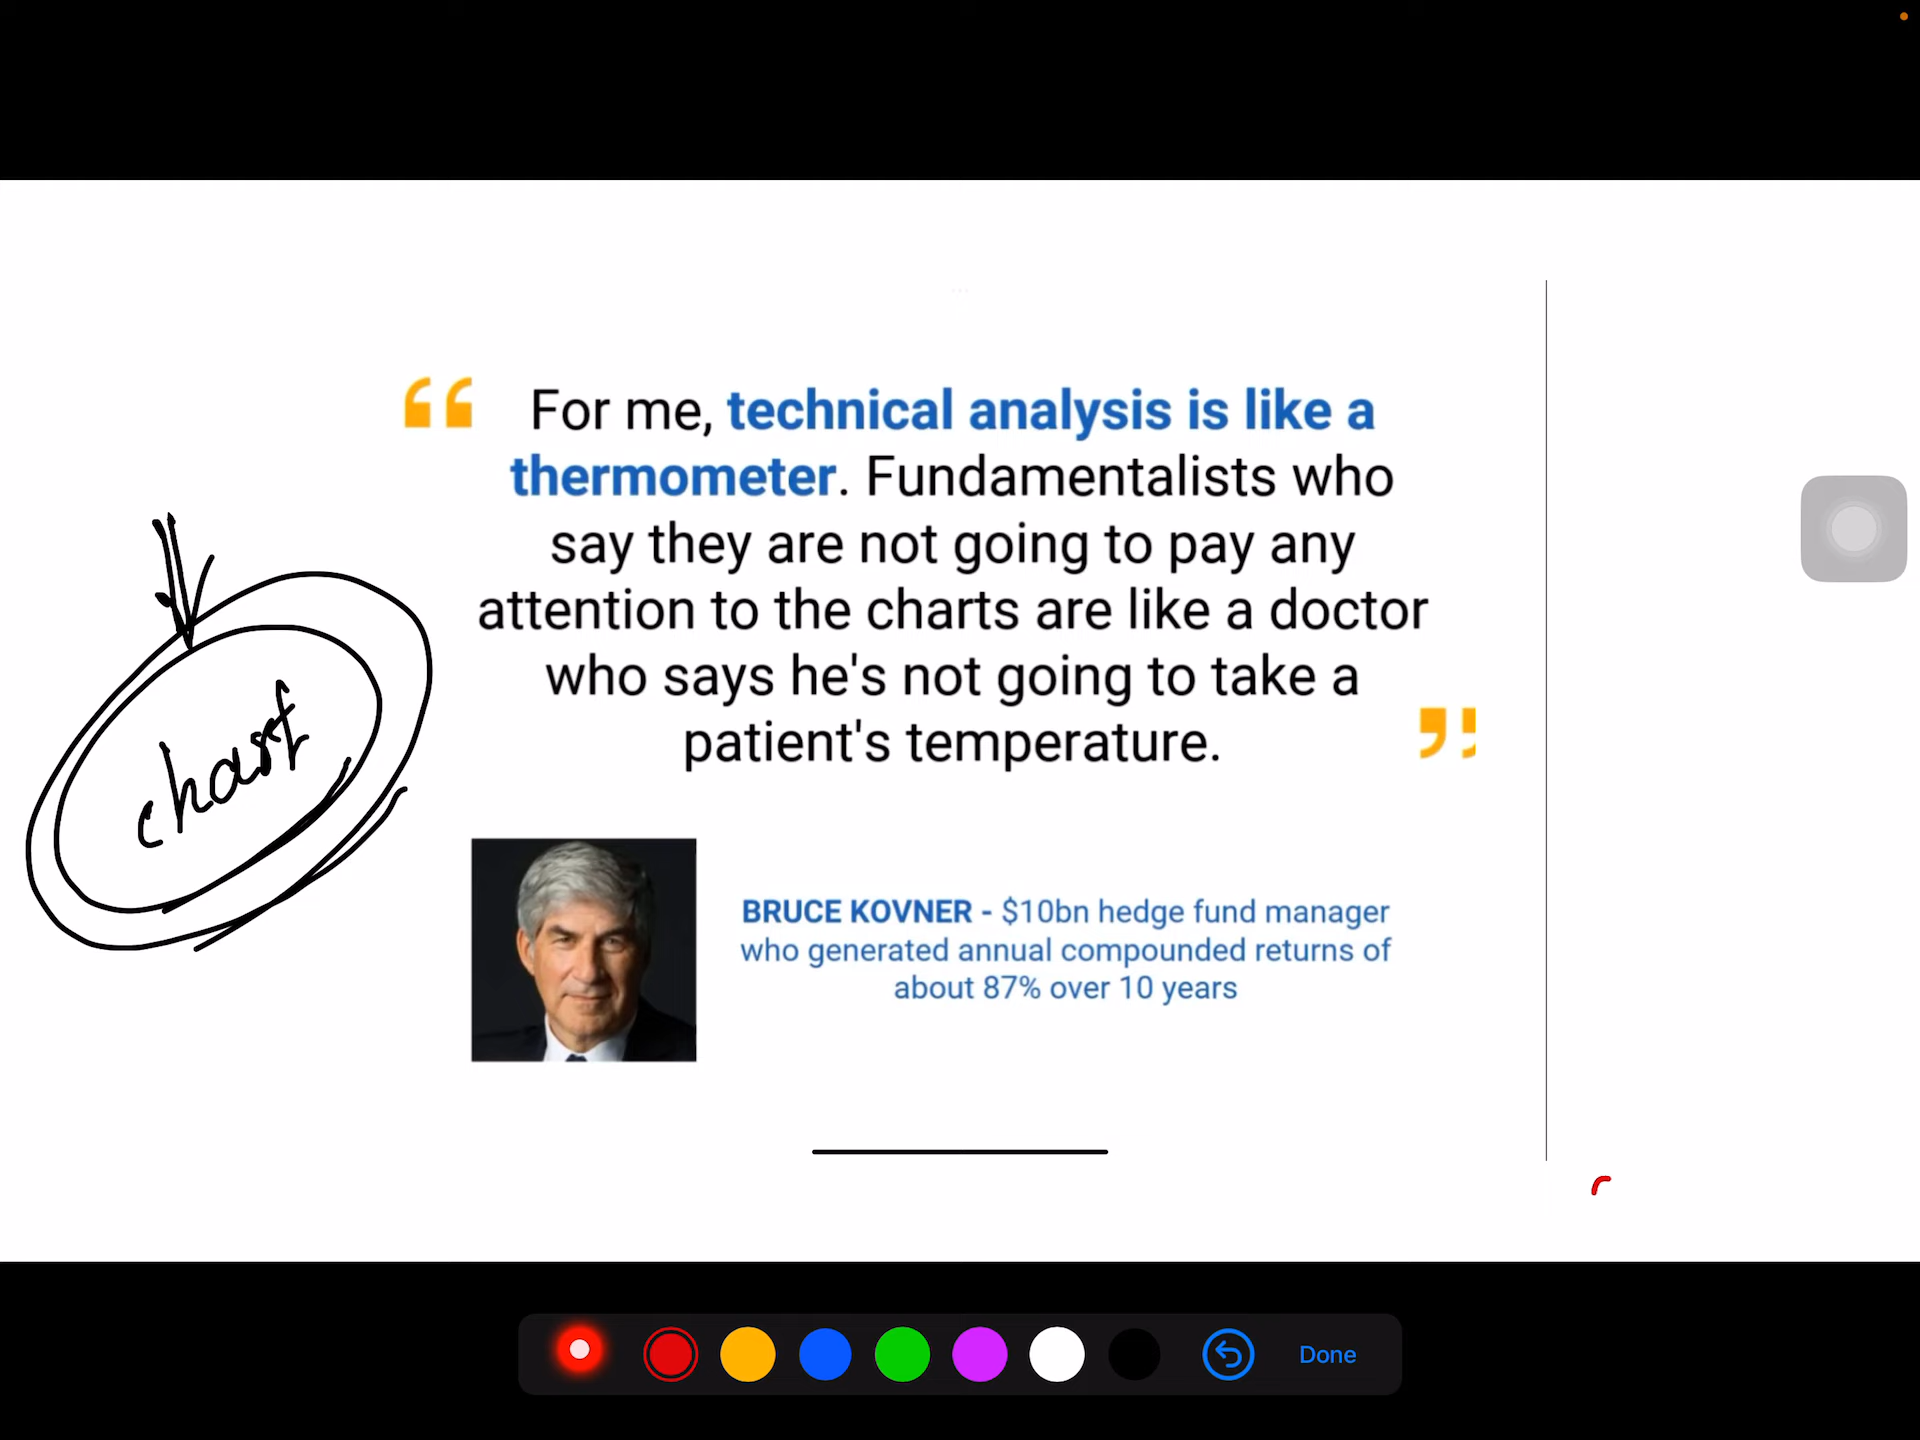 “ For me, technical analysis is like a
thermometer. Fundamentalists who
say they are not going to pay any
attention to the charts are like a doctor
who says he's not going to take a
patient's temperature. ”
chart
BRUCE KOVNER - $10bn hedge fund manager
who generated annual compounded returns of
about 87% over 10 years
Done